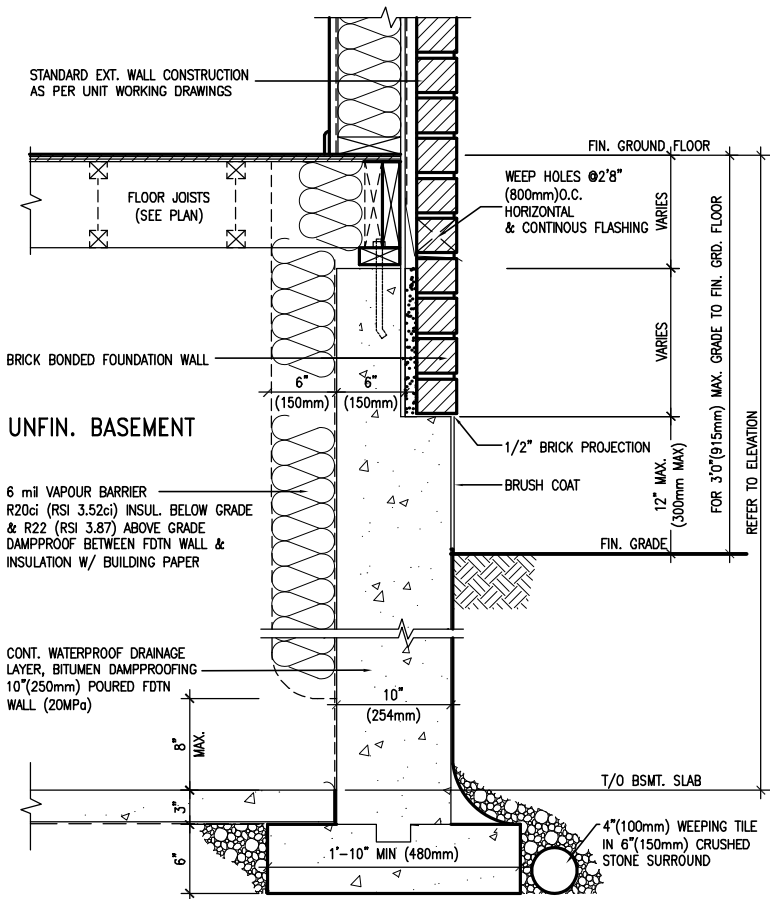 STANDARD EXT. WALL CONSTRUCTION
AS PER UNIT WORKING DRAWINGS
FIN. GROUND FLOOR
FLOOR JOISTS
(SEE PLAN)
WEEP HOLES @2'8"
(800mm)O.C.
HORIZONTAL
& CONTINOUS FLASHING
VARIES
VARIES
FOR 3'0"(915mm) MAX. GRADE TO FIN. GRD. FLOOR
REFER TO ELEVATION
BRICK BONDED FOUNDATION WALL
6"
(150mm)
6"
(150mm)
UNFIN. BASEMENT
1/2" BRICK PROJECTION
BRUSH COAT
12" MAX.
(300mm MAX)
6 mil VAPOUR BARRIER
R20ci (RSI 3.52ci) INSUL. BELOW GRADE
& R22 (RSI 3.87) ABOVE GRADE
DAMPPROOF BETWEEN FDTN WALL &
INSULATION W/ BUILDING PAPER
FIN. GRADE
CONT. WATERPROOF DRAINAGE
LAYER, BITUMEN DAMPPROOFING
10"(250mm) POURED FDTN
WALL (20MPa)
10"
(254mm)
8"
MAX.
T/O BSMT. SLAB
3"
6"
1'-10" MIN (480mm)
4"(100mm) WEEPING TILE
IN 6"(150mm) CRUSHED
STONE SURROUND